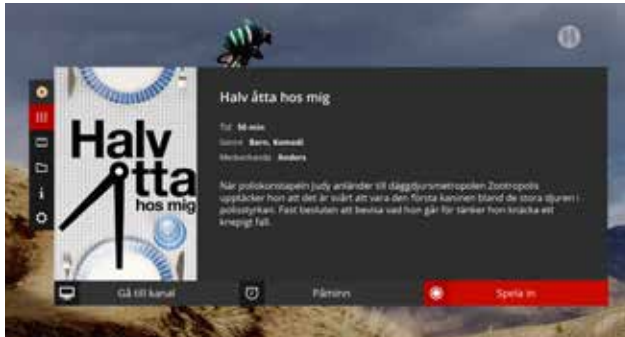 Halv åtta hos mig
Halv
åtta
hos mig
Tid 50 min
Genre Barn, Komedi
Medverkande Anders
När poliskonstapeln Judy anländer till däggdjursmetropolen Zootropolis
upptäcker hon att det är svårt att vara den första kaninen bland de stora djuren i
polisstyrkan. Fast besluten att bevisa vad hon går för tänker hon knäcka ett
knepigt fall.
Gå till kanal
Påminn
Spela in